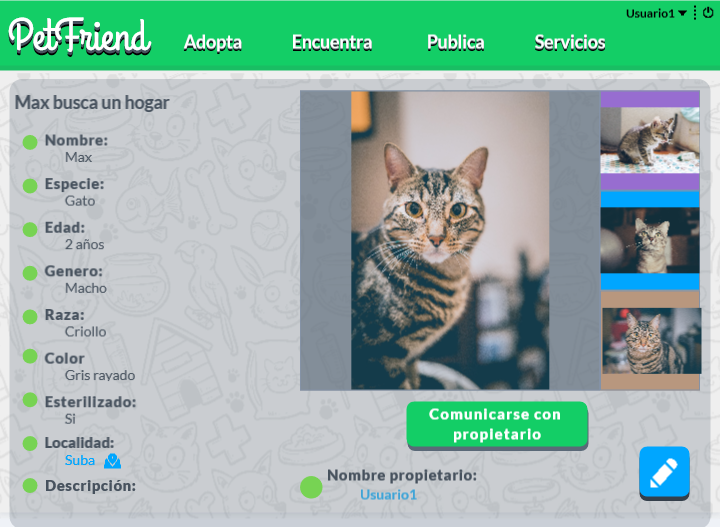 Usuario1
PetFriend
Adopta
Encuentra
Publica
Servicios
Max busca un hogar
Nombre:
Max
Especie:
Gato
Edad:
2 años
Genero:
Macho
Raza:
Criollo
Color
Gris rayado
Esterilizado:
Si
Localidad:
Suba
Descripción:
Comunicarse con
propietario
Nombre propietario:
Usuario1